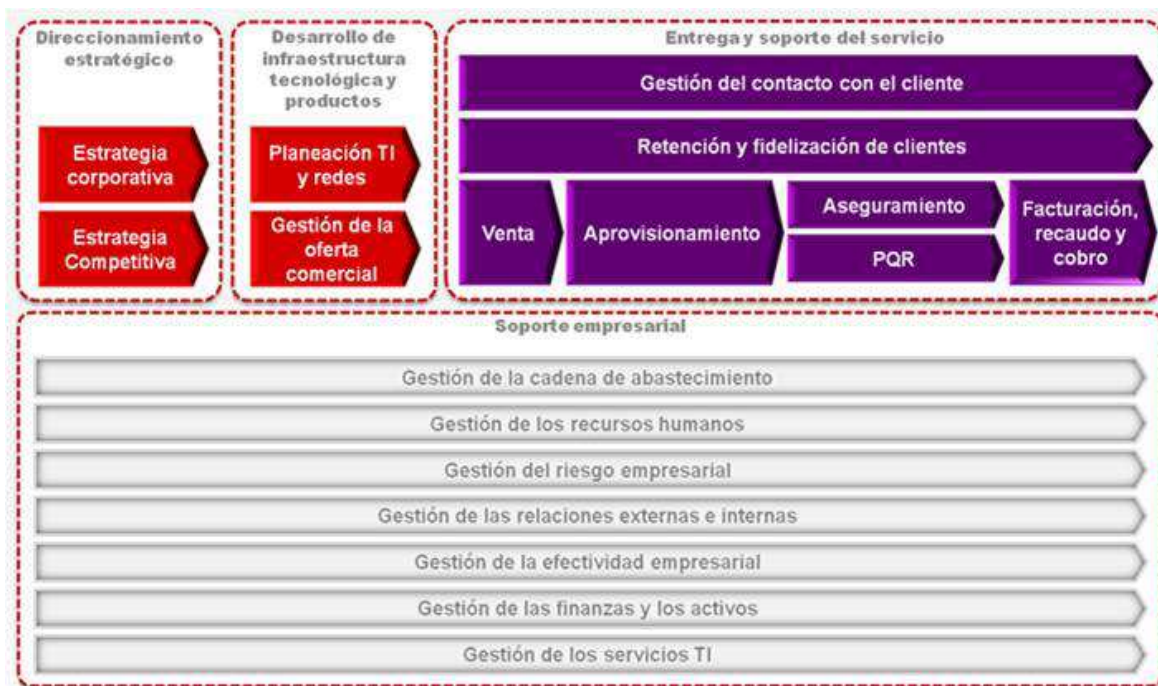 Direccionamiento
estratégico
Estrategia
corporativa
Estrategia
Competitiva
Desarrollo de
infraestructura
tecnológica y
productos
Planeación TI
y redes
Gestión de la
oferta
comercial
Entrega y soporte del servicio
Gestión del contacto con el cliente
Retención y fidelización de clientes
Venta
Aprovisionamiento
Aseguramiento
PQR
Facturación,
recaudo y
cobro
Soporte empresarial
Gestión de la cadena de abastecimiento
Gestión de los recursos humanos
Gestión del riesgo empresarial
Gestión de las relaciones externas e internas
Gestión de la efectividad empresarial
Gestión de las finanzas y los activos
Gestión de los servicios TI